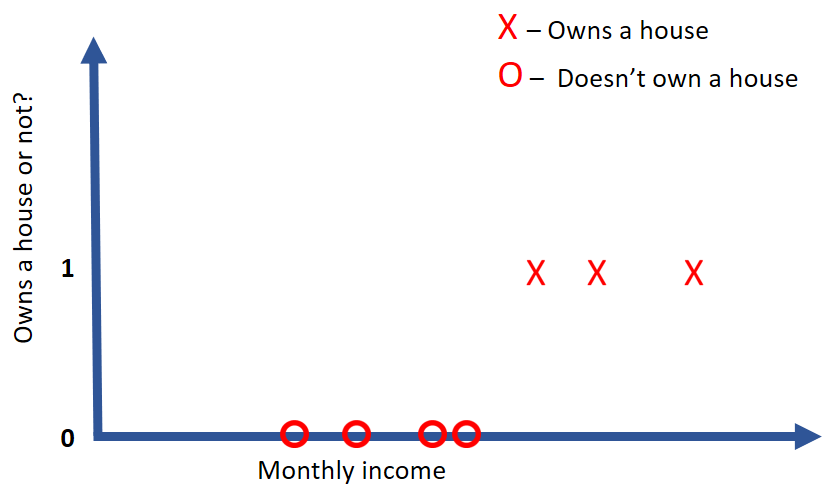 X – Owns a house
O – Doesn’t own a house
Owns a house or not?
1
X X X
0
Monthly income